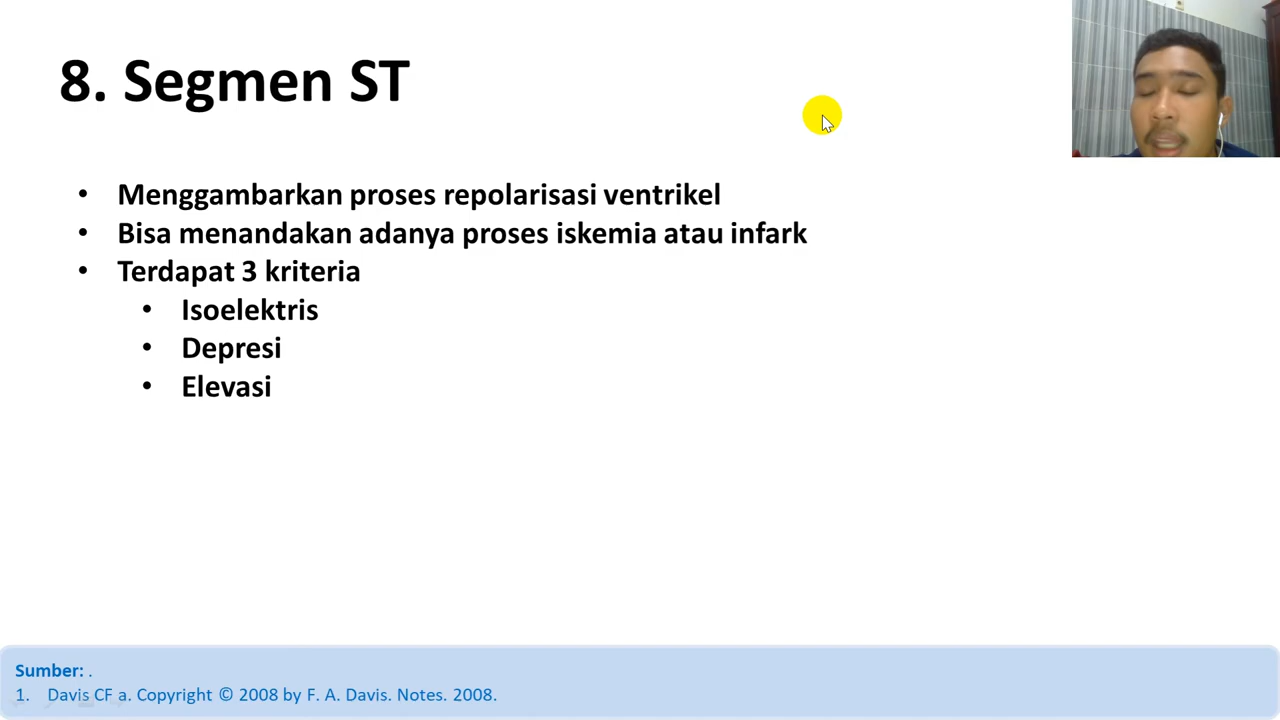 8. Segmen ST
• Menggambarkan proses repolarisasi ventrikel
• Bisa menandakan adanya proses iskemia atau infark
• Terdapat 3 kriteria
• Isoelektris
• Depresi
• Elevasi
Sumber: .
1. Davis CF a. Copyright © 2008 by F. A. Davis. Notes. 2008.